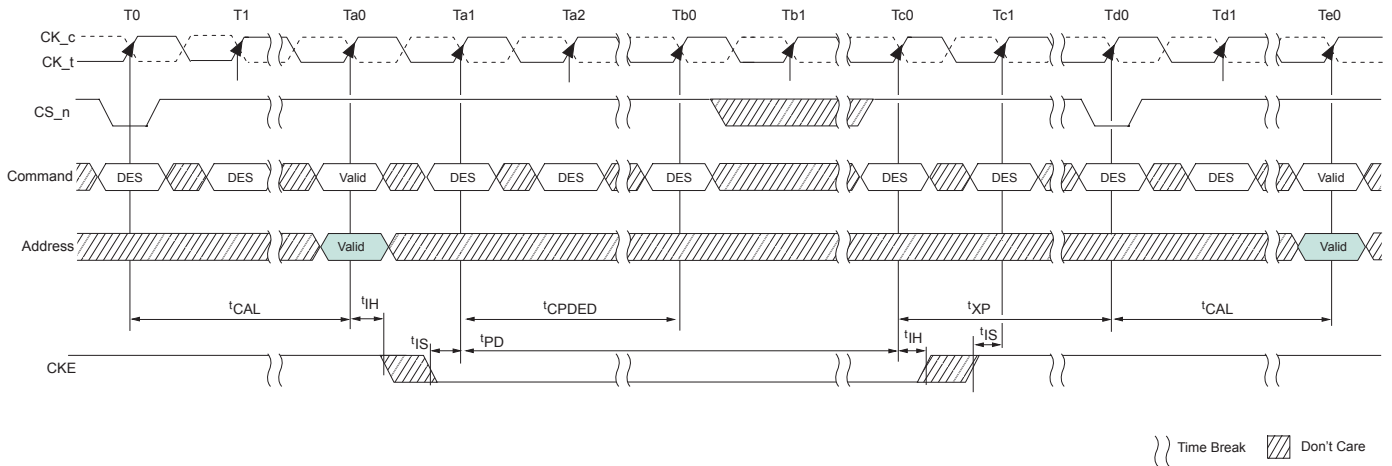 T0 T1 Ta0 Ta1 Ta2 Tb0 Tb1 Tc0 Tc1 Td0 Td1 Te0
CK_c
CK_t
CS_n
Command DES DES Valid DES DES DES DES DES DES DES Valid
Address Valid Valid
tCAL tIH tCPDED tXP tCAL
tIS tPD tIH tIS
CKE
Time Break Don't Care